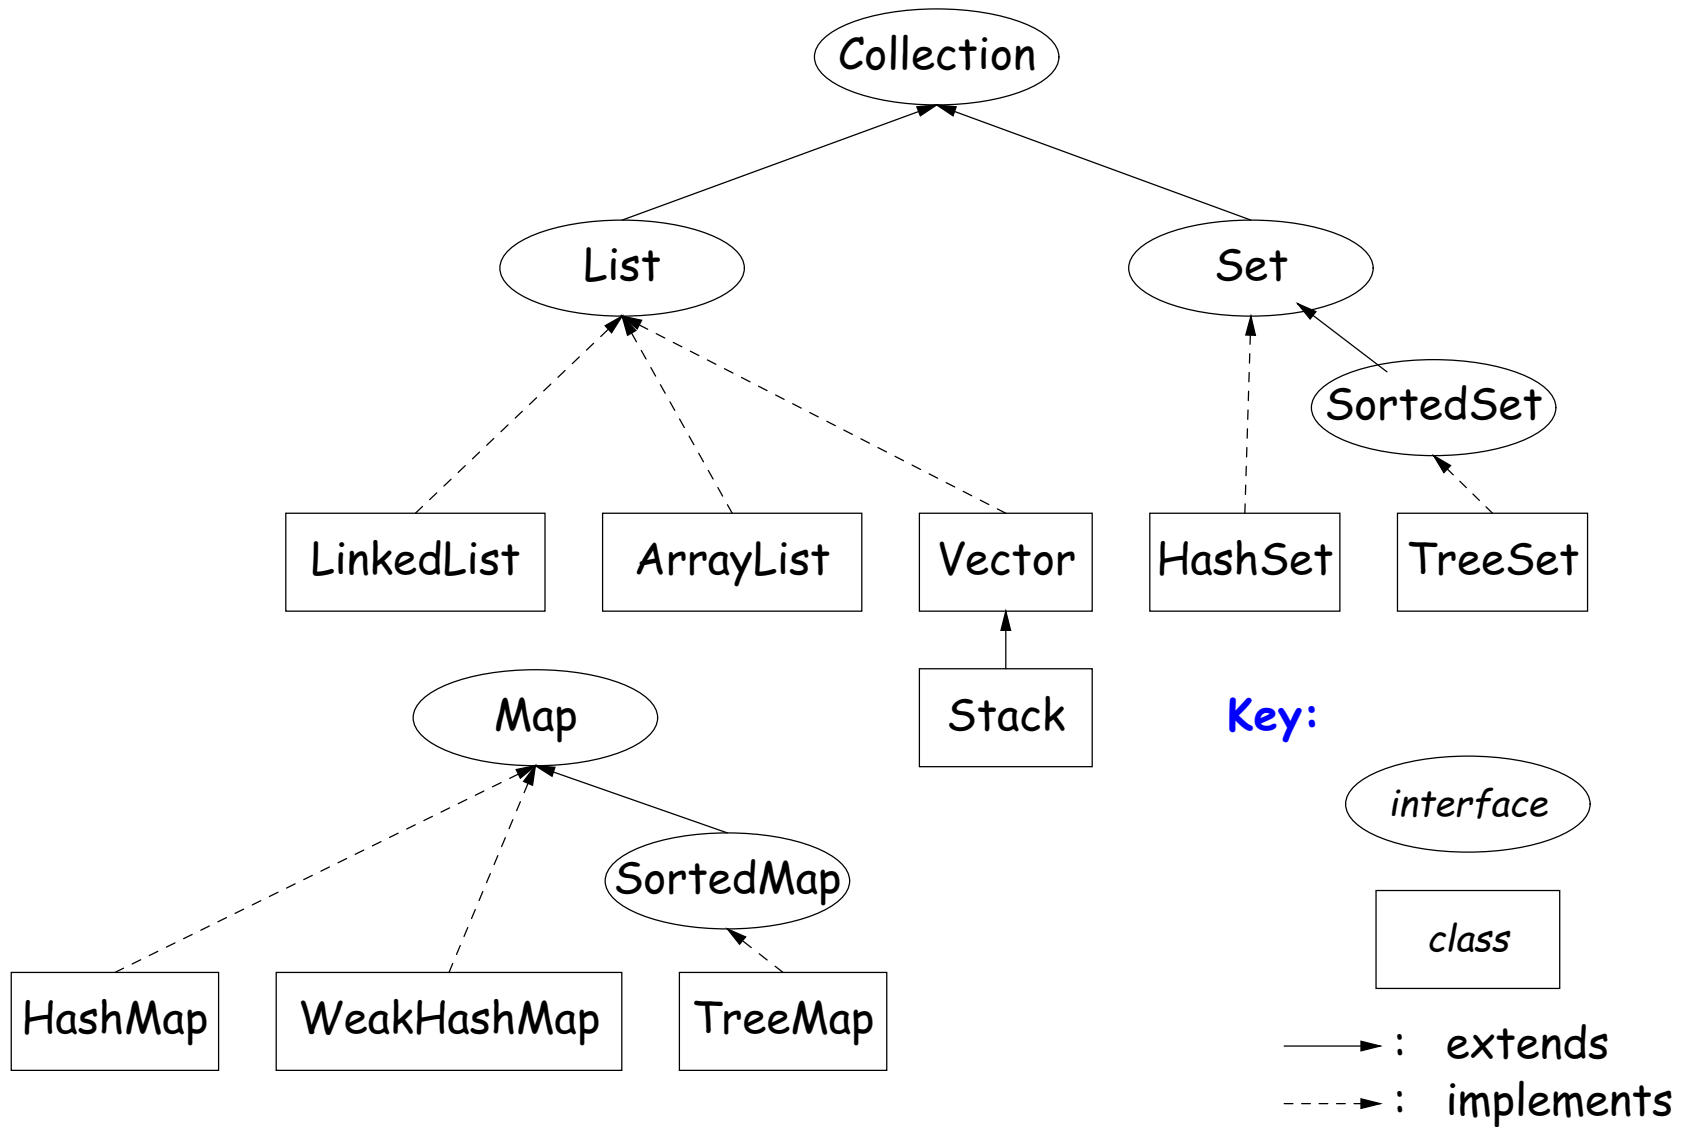 Collection
List
Set
SortedSet
LinkedList
ArrayList
Vector
HashSet
TreeSet
Map
Stack
Key:
interface
SortedMap
class
HashMap
WeakHashMap
TreeMap
: extends
: implements